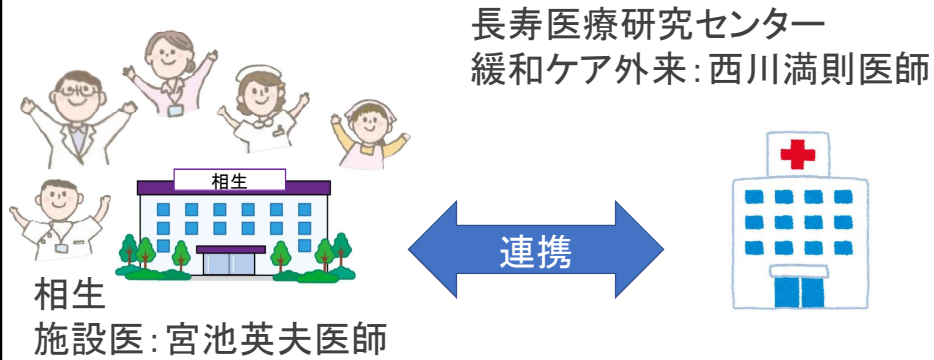 長寿医療研究センター
緩和ケア外来：西川満則医師
相生
連携
相生
施設医：宮池英夫医師